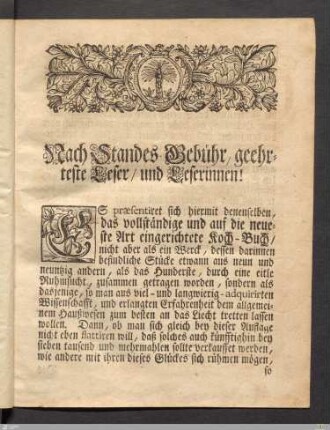 Nach Standes Gebühr/geehr-
teste Leser/und Leserinnen!
ES præsentiret sich hiermit denenselben,
das vollständige und auf die neue-
ste Art eingerichtete Koch-Buch/
nicht aber als ein Werck, dessen darinnen
befindliche Stücke etwann aus neun und
neuntzig andern, als das Hunderste, durch eine eitle
Ruhmsucht, zusammen getragen worden, sondern als
dasjenige, so man aus viel- und langwierig-adquirirten
Wissenschafft, und erlangten Erfahrenheit dem allgemei-
nem Haußwesen zum besten an das Licht tretten lassen
wollen. Dann, ob man sich gleich bey dieser Auflage
nicht eben flattiren will, daß solches auch künfftighin bey
sieben tausend und mehrmahlen sollte verkauffet werden,
wie andere mit ihren dieses Glückes sich rühmen mögen,
so